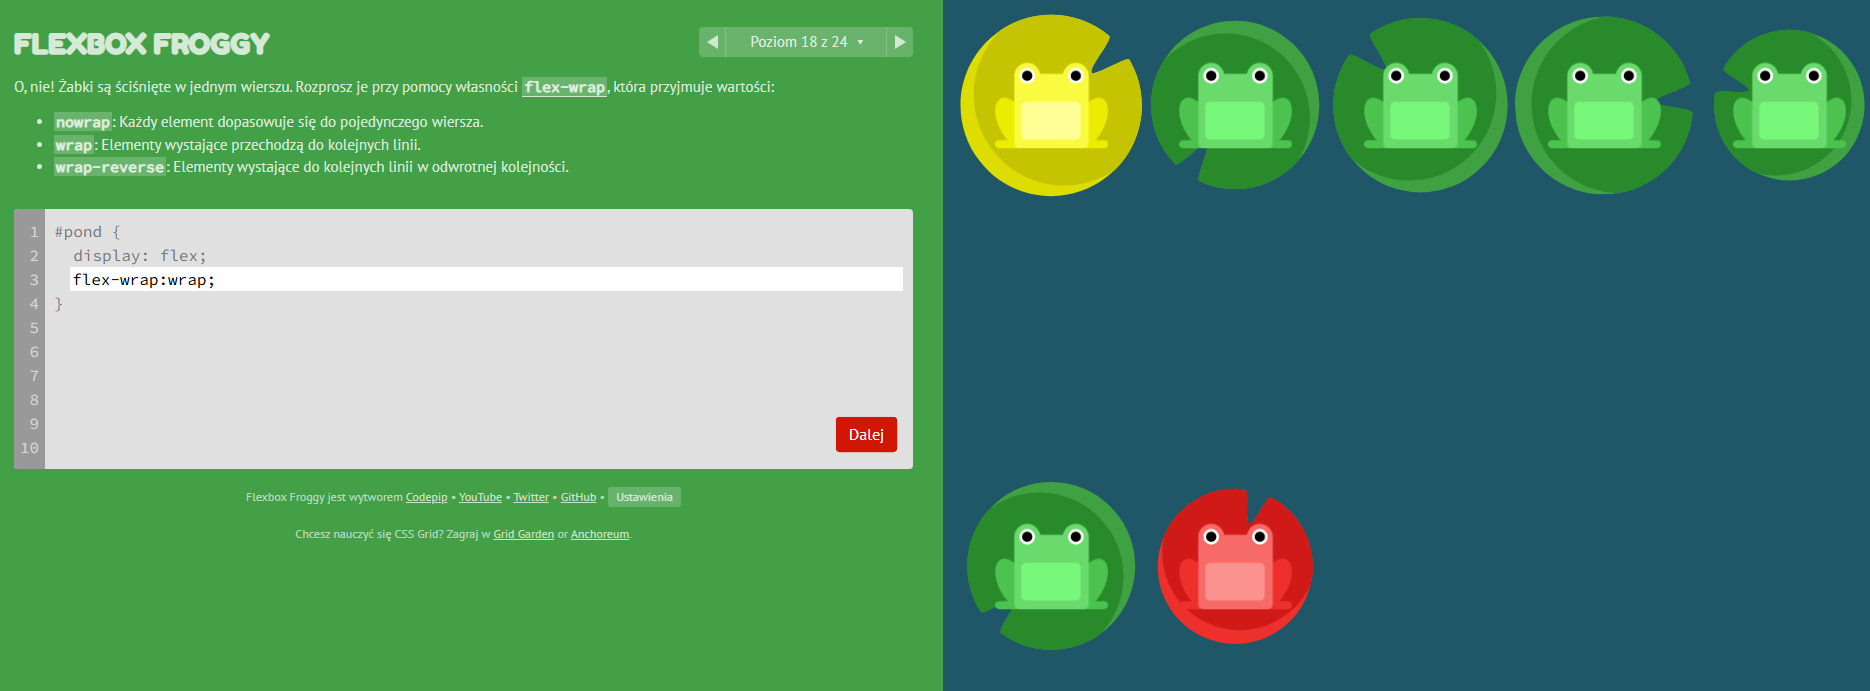 FLEXBOX FROGGY
Poziom 18 z 24
O, nie! Żabki są ściśnięte w jednym wierszu. Rozprosz je przy pomocy własności flex-wrap, która przyjmuje wartości:
• nowrap: Każdy element dopasowuje się do pojedynczego wiersza.
• wrap: Elementy wystające przechodzą do kolejnych linii.
• wrap-reverse: Elementy wystające do kolejnych linii w odwrotnej kolejności.
1 #pond {
2 display: flex;
3 flex-wrap:wrap;
4 }
5
6
7
8
9
10
Dalej
Flexbox Froggy jest wytworem Codepip • YouTube • Twitter • GitHub • Ustawienia
Chcesz nauczyć się CSS Grid? Zagraj w Grid Garden or Anchoreum.